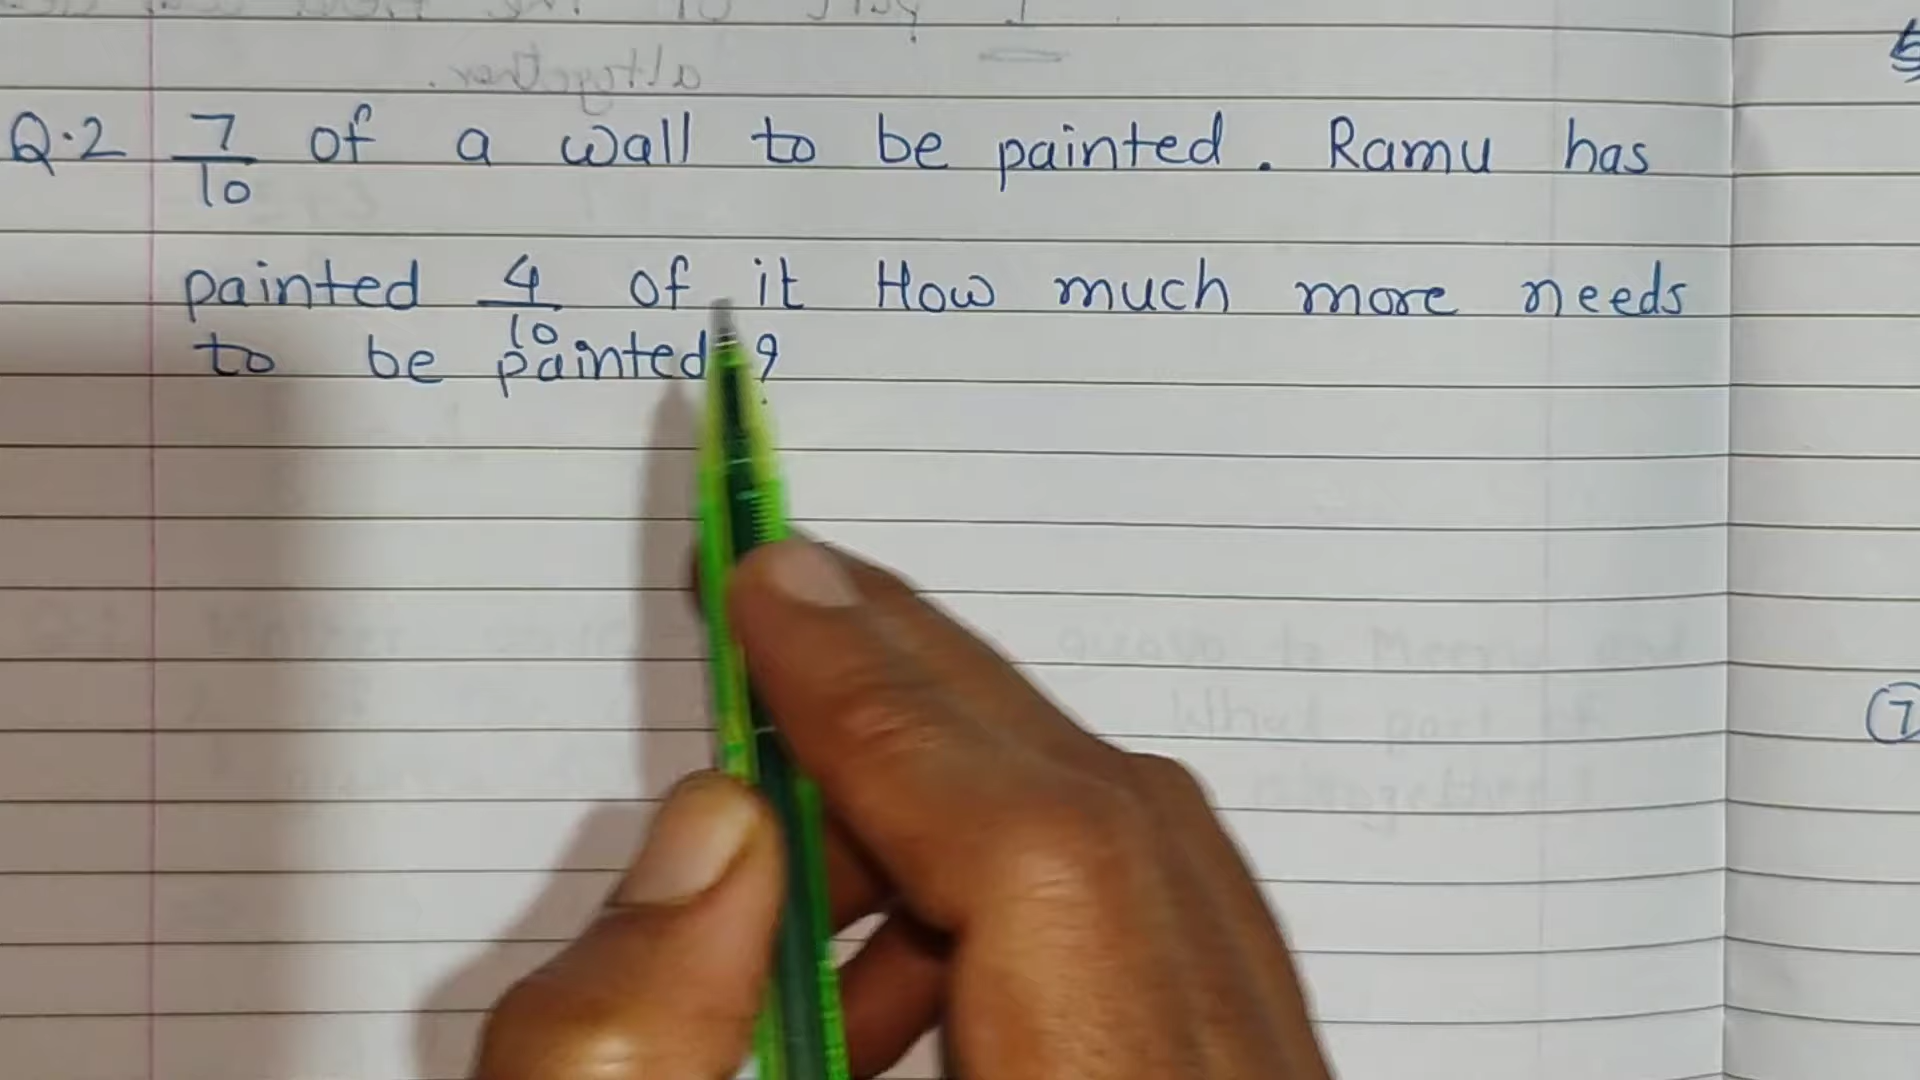 Q.2 7/10 of a wall to be painted. Ramu has
painted 4/10 of it How much more needs
to be painted?
7